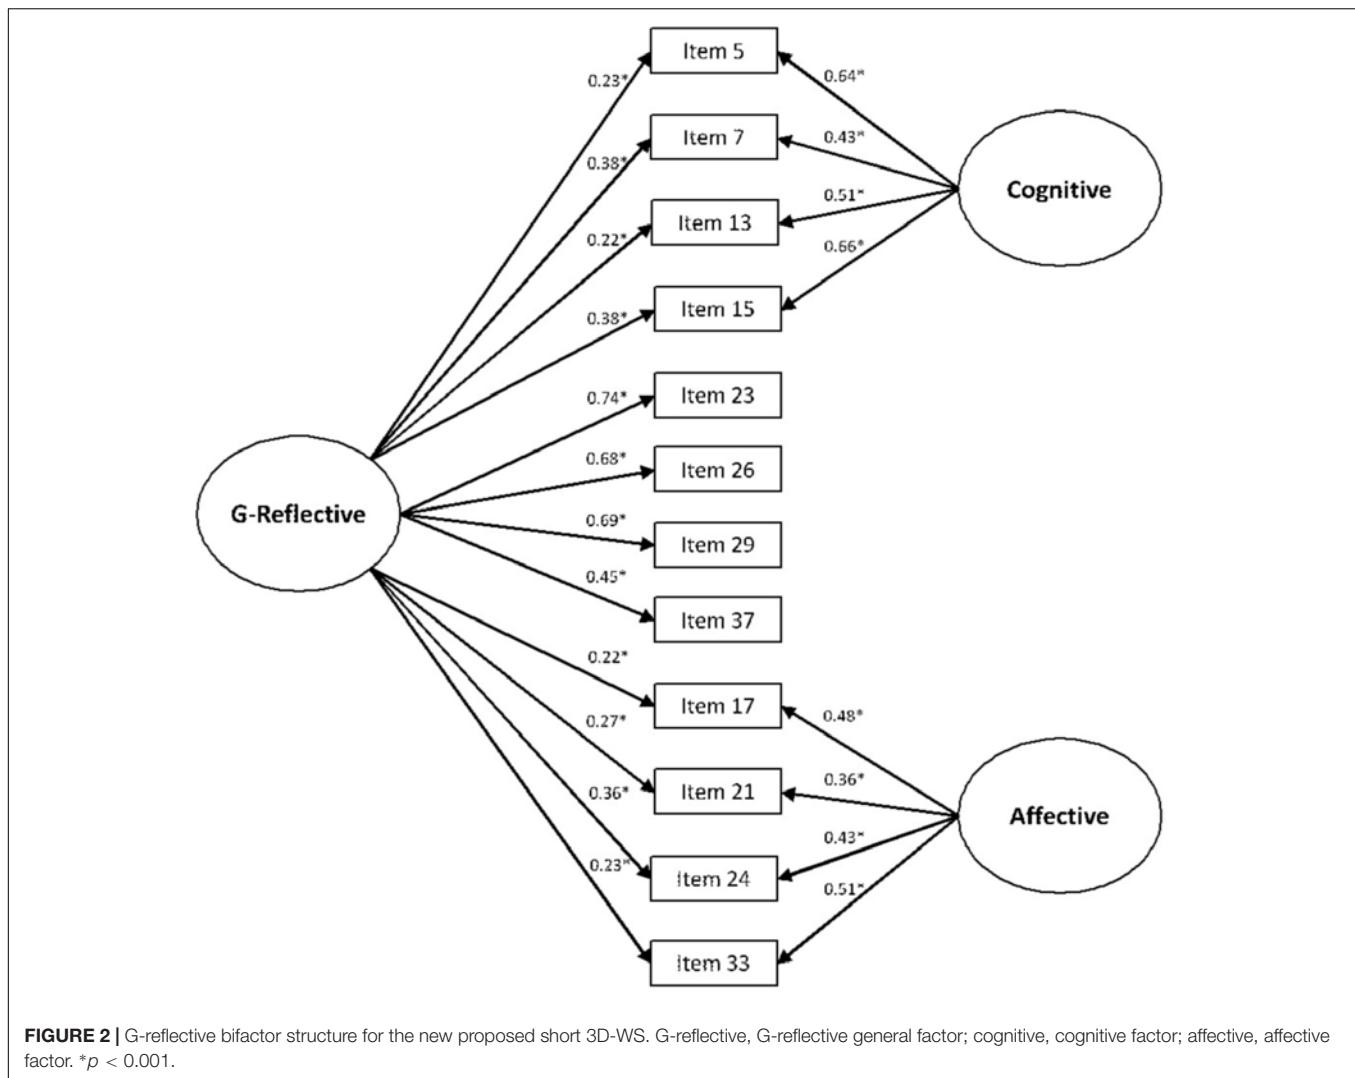 Item 5
0.23*
0.64*
Item 7
0.38*
0.43*
Cognitive
Item 13
0.22*
0.51*
Item 15
0.38*
0.66*
Item 23
0.74*
Item 26
0.68*
G-Reflective
Item 29
0.69*
Item 37
0.45*
Item 17
0.22*
0.48*
Item 21
0.27*
0.36*
Affective
Item 24
0.36*
0.43*
Item 33
0.23*
0.51*
FIGURE 2 | G-reflective bifactor structure for the new proposed short 3D-WS. G-reflective, G-reflective general factor; cognitive, cognitive factor; affective, affective
factor. *p < 0.001.